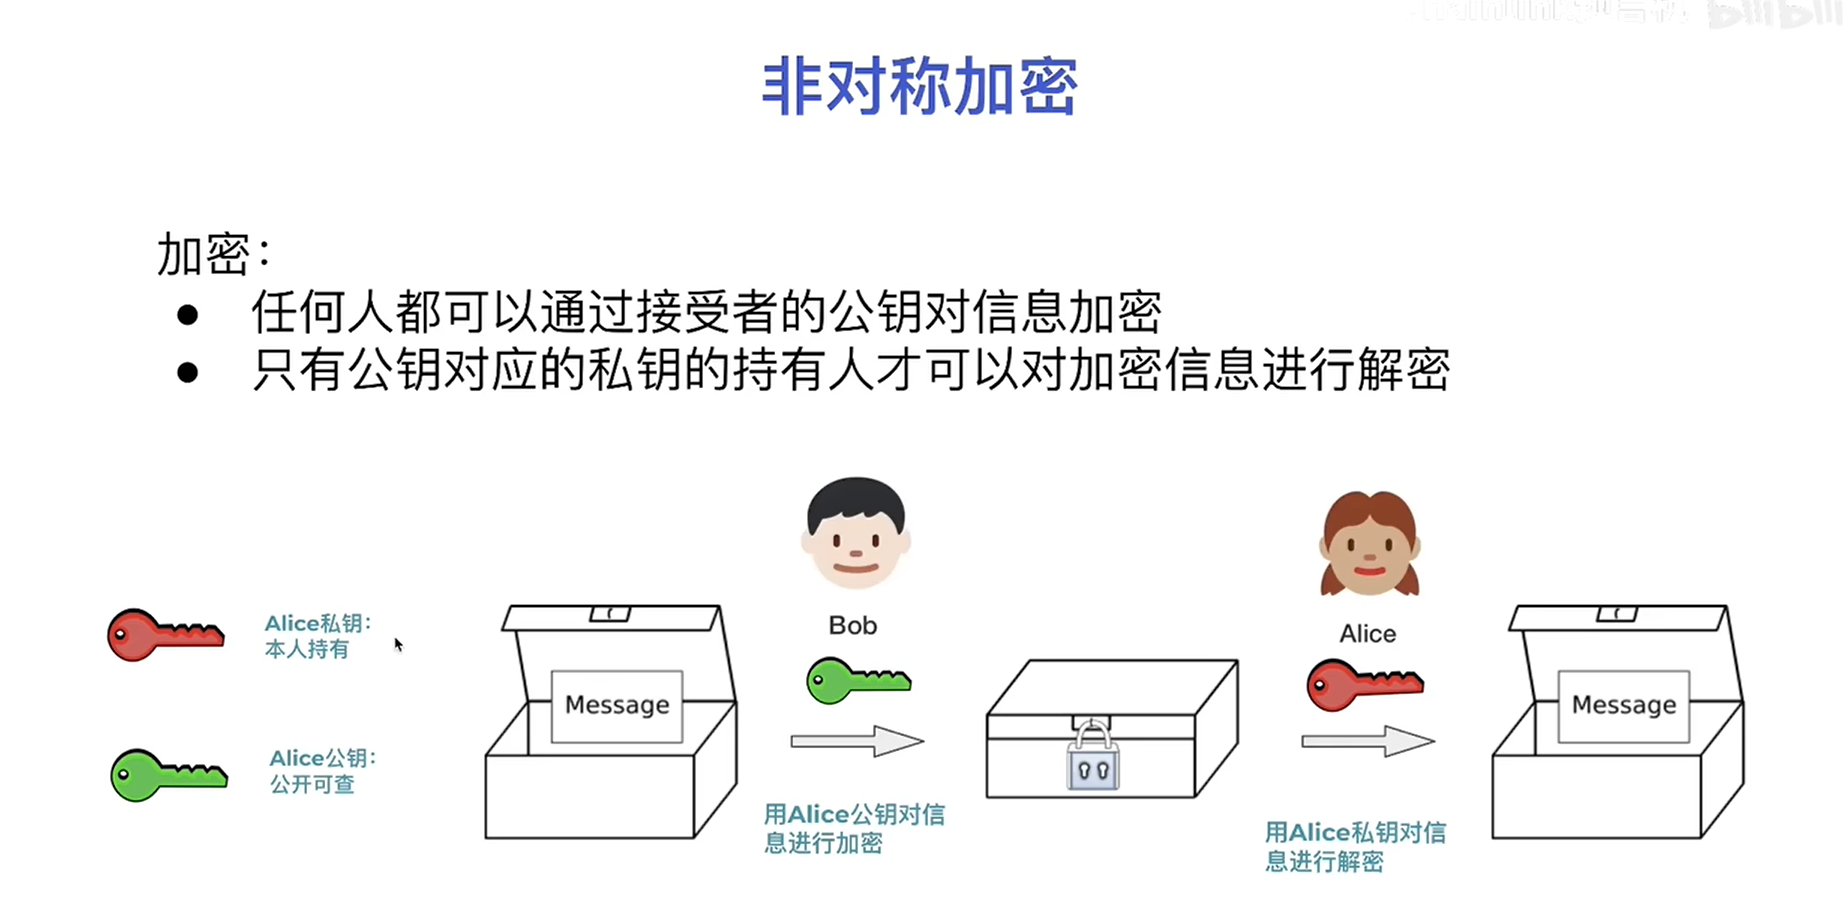 非对称加密
加密：
● 任何人都可以通过接受者的公钥对信息加密
● 只有公钥对应的私钥的持有人才可以对加密信息进行解密
Alice私钥：
本人持有
Alice公钥：
公开可查
Message
Bob
用Alice公钥对信
息进行加密
Alice
用Alice私钥对信
息进行解密
Message